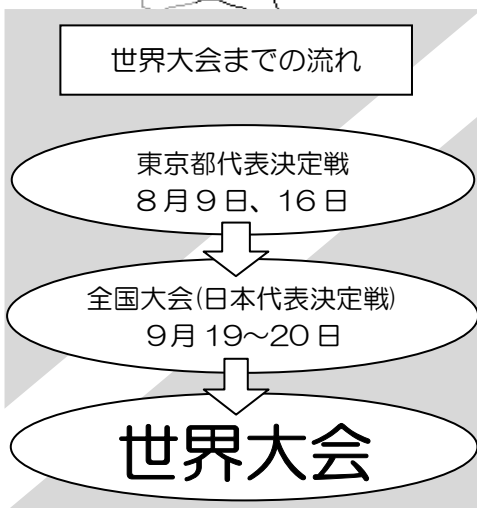 世界大会までの流れ
東京都代表決定戦
８月９日、16日
全国大会(日本代表決定戦)
９月19～20日
世界大会